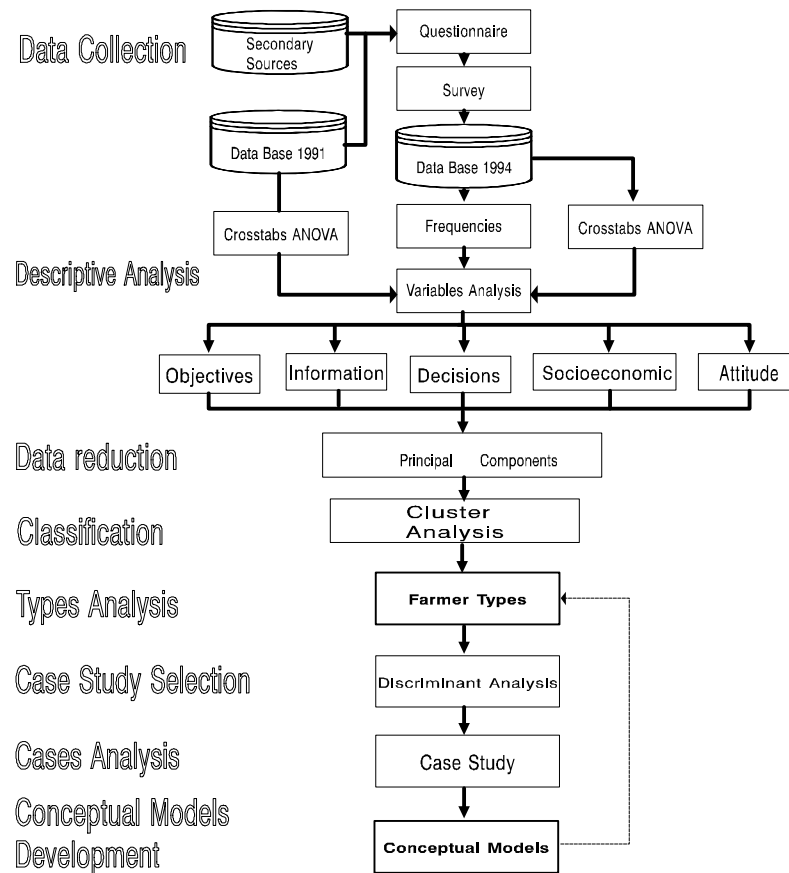 Data Collection
Secondary
Sources
Questionnaire
Survey
Data Base 1991
Data Base 1994
Crosstabs ANOVA
Frequencies
Crosstabs ANOVA
Descriptive Analysis
Variables Analysis
Objectives
Information
Decisions
Socioeconomic
Attitude
Data reduction
Principal Components
Classification
Cluster
Analysis
Types Analysis
Farmer Types
Case Study Selection
Discriminant Analysis
Cases Analysis
Case Study
Conceptual Models
Development
Conceptual Models